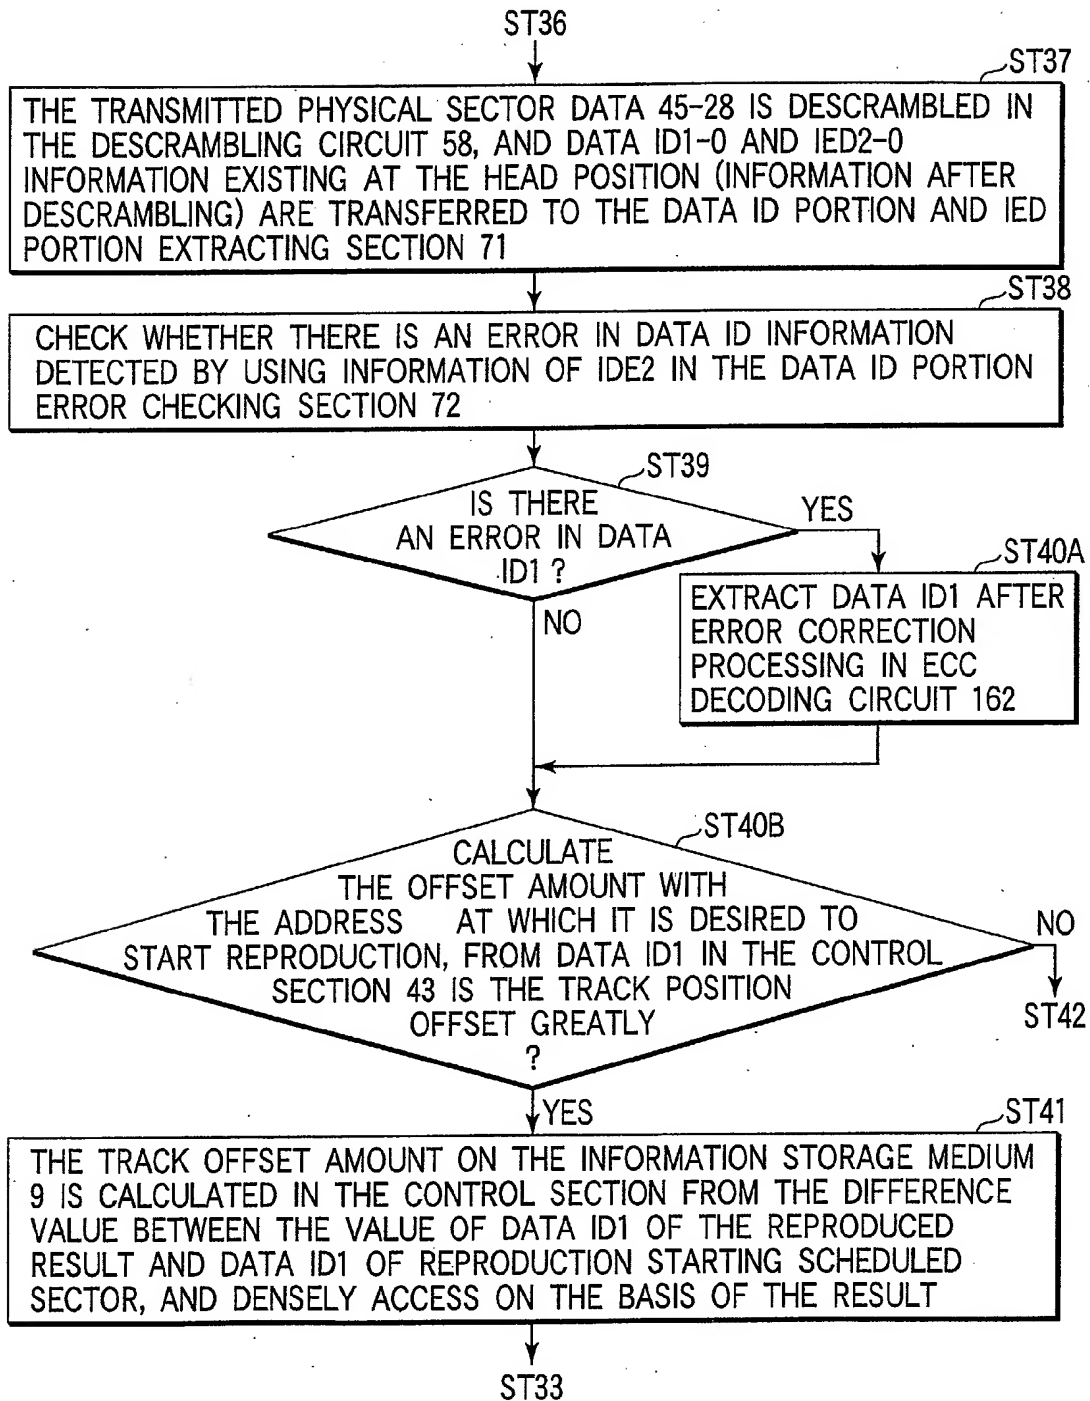 ST36
ST37
THE TRANSMITTED PHYSICAL SECTOR DATA 45-28 IS DESCRAMBLED IN
THE DESCRAMBLING CIRCUIT 58, AND DATA ID1-0 AND IED2-0
INFORMATION EXISTING AT THE HEAD POSITION (INFORMATION AFTER
DESCRAMBLING) ARE TRANSFERRED TO THE DATA ID PORTION AND IED
PORTION EXTRACTING SECTION 71
ST38
CHECK WHETHER THERE IS AN ERROR IN DATA ID INFORMATION
DETECTED BY USING INFORMATION OF IDE2 IN THE DATA ID PORTION
ERROR CHECKING SECTION 72
ST39
IS THERE
AN ERROR IN DATA
ID1 ?
YES
NO
ST40A
EXTRACT DATA ID1 AFTER
ERROR CORRECTION
PROCESSING IN ECC
DECODING CIRCUIT 162
ST40B
CALCULATE
THE OFFSET AMOUNT WITH
THE ADDRESS AT WHICH IT IS DESIRED TO
START REPRODUCTION, FROM DATA ID1 IN THE CONTROL
SECTION 43 IS THE TRACK POSITION
OFFSET GREATLY
?
NO
ST42
YES
ST41
THE TRACK OFFSET AMOUNT ON THE INFORMATION STORAGE MEDIUM
9 IS CALCULATED IN THE CONTROL SECTION FROM THE DIFFERENCE
VALUE BETWEEN THE VALUE OF DATA ID1 OF THE REPRODUCED
RESULT AND DATA ID1 OF REPRODUCTION STARTING SCHEDULED
SECTOR, AND DENSELY ACCESS ON THE BASIS OF THE RESULT
ST33